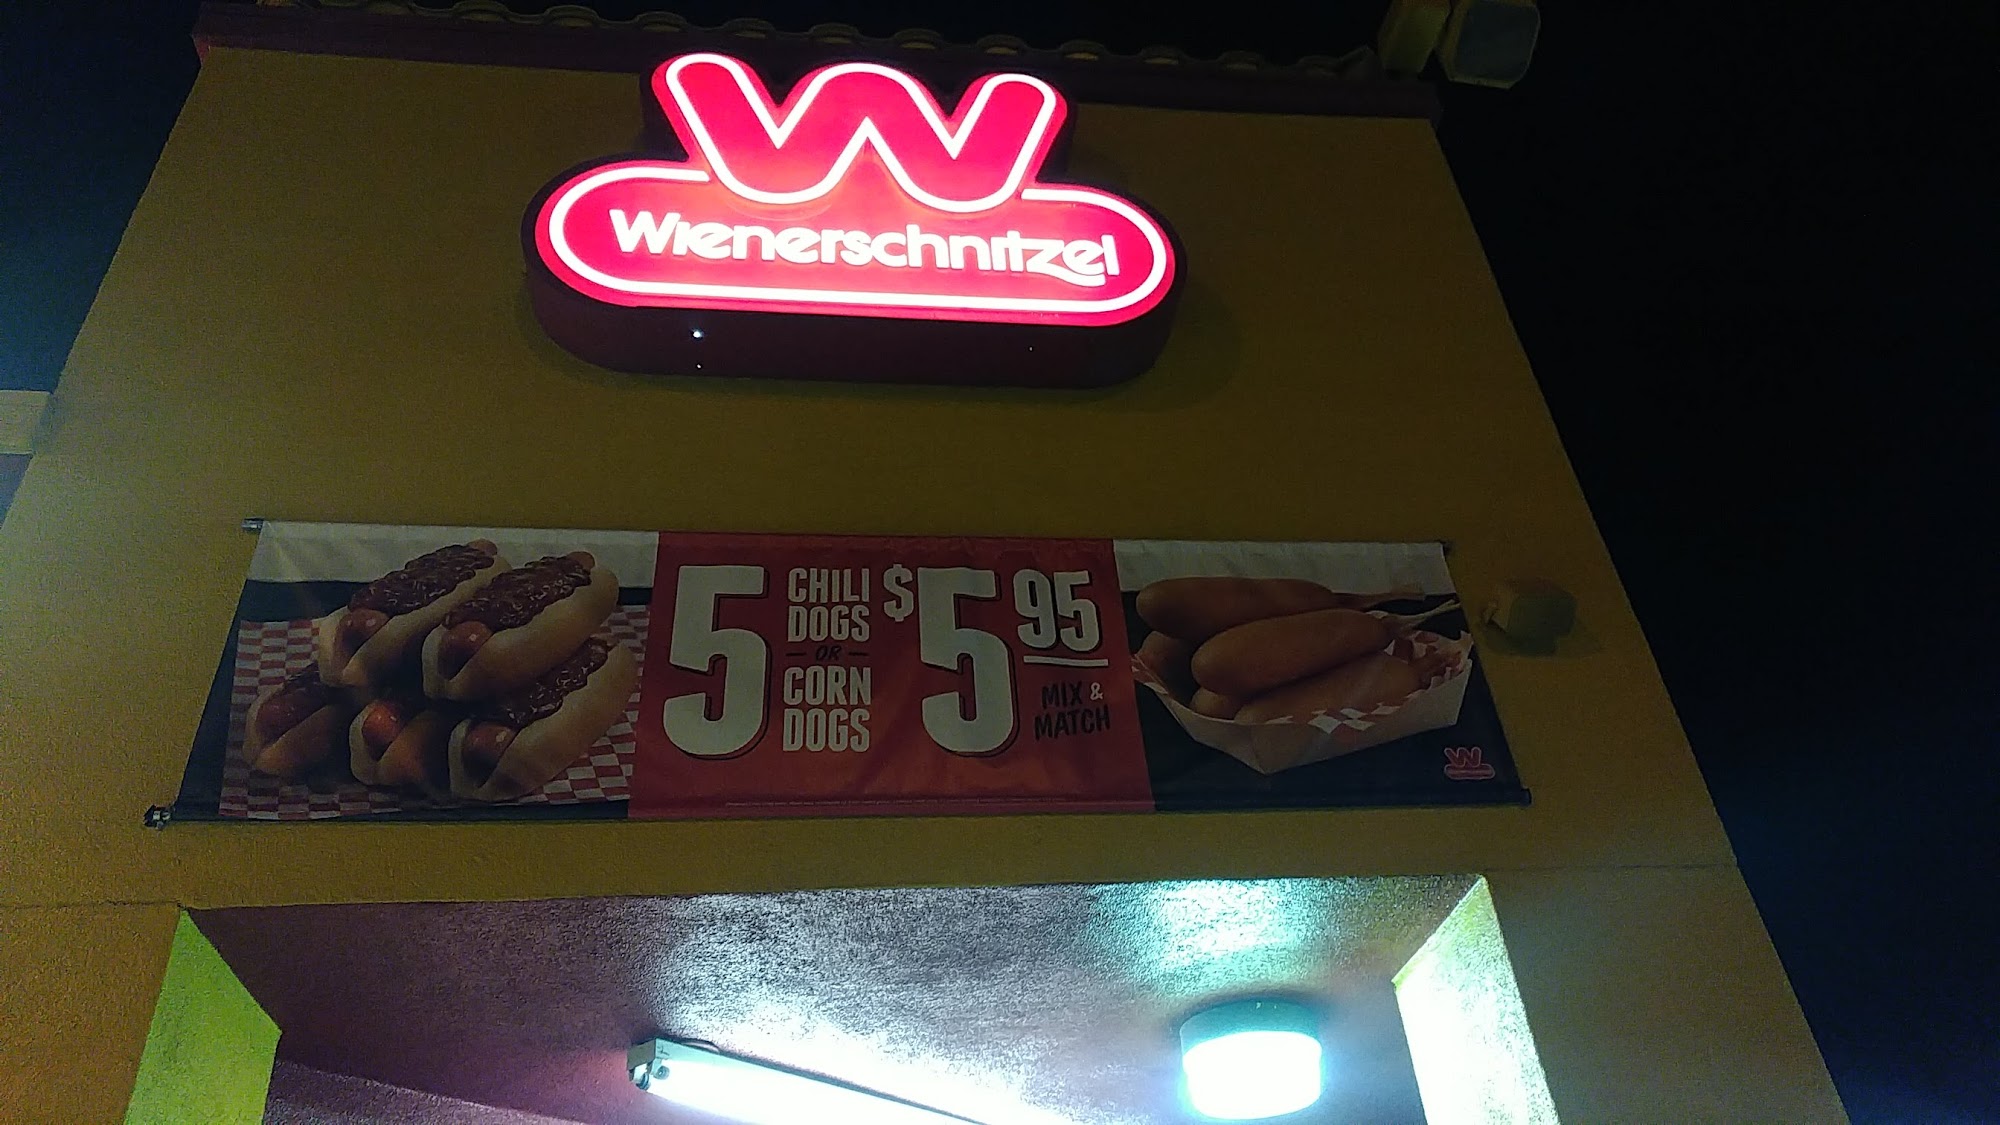 W
Wienerschnitzel
5 CHILI DOGS
OR
CORN DOGS
$5 95
MIX &
MATCH
W